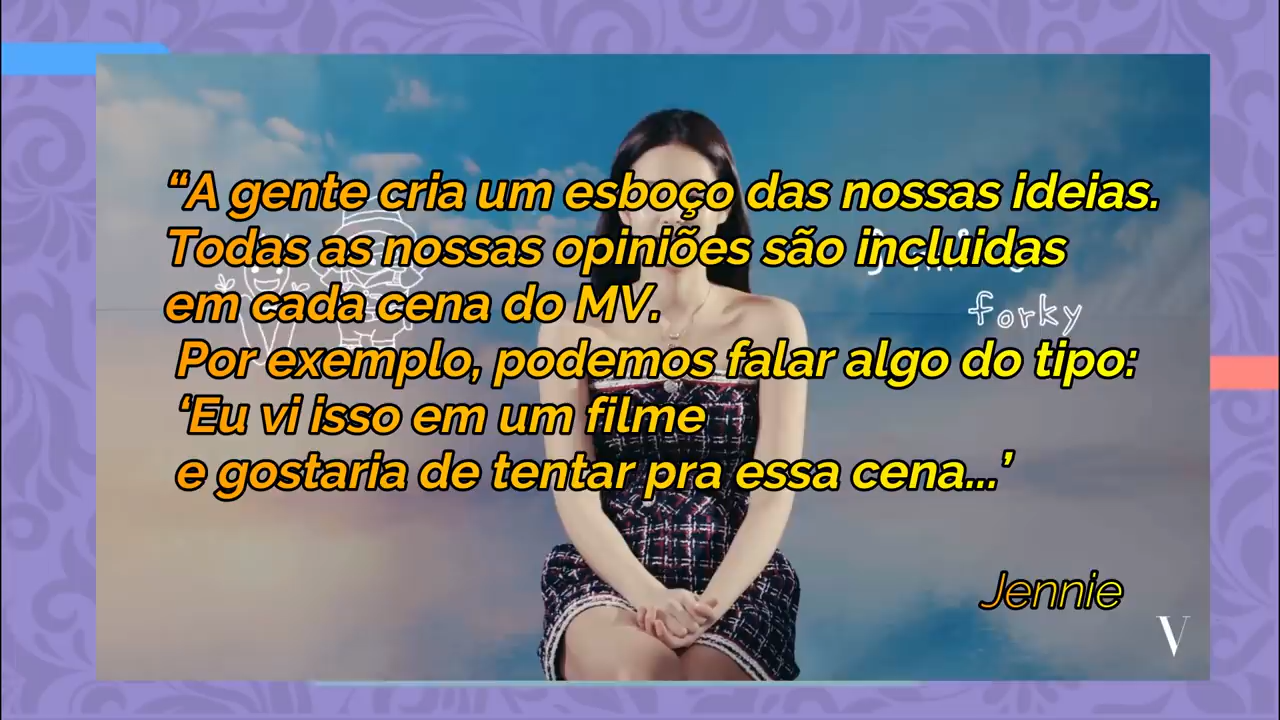 “A gente cria um esboço das nossas ideias.
Todas as nossas opiniões são incluidas
em cada cena do MV.
forky
Por exemplo, podemos falar algo do tipo:
‘Eu vi isso em um filme
e gostaria de tentar pra essa cena...’
Jennie
V